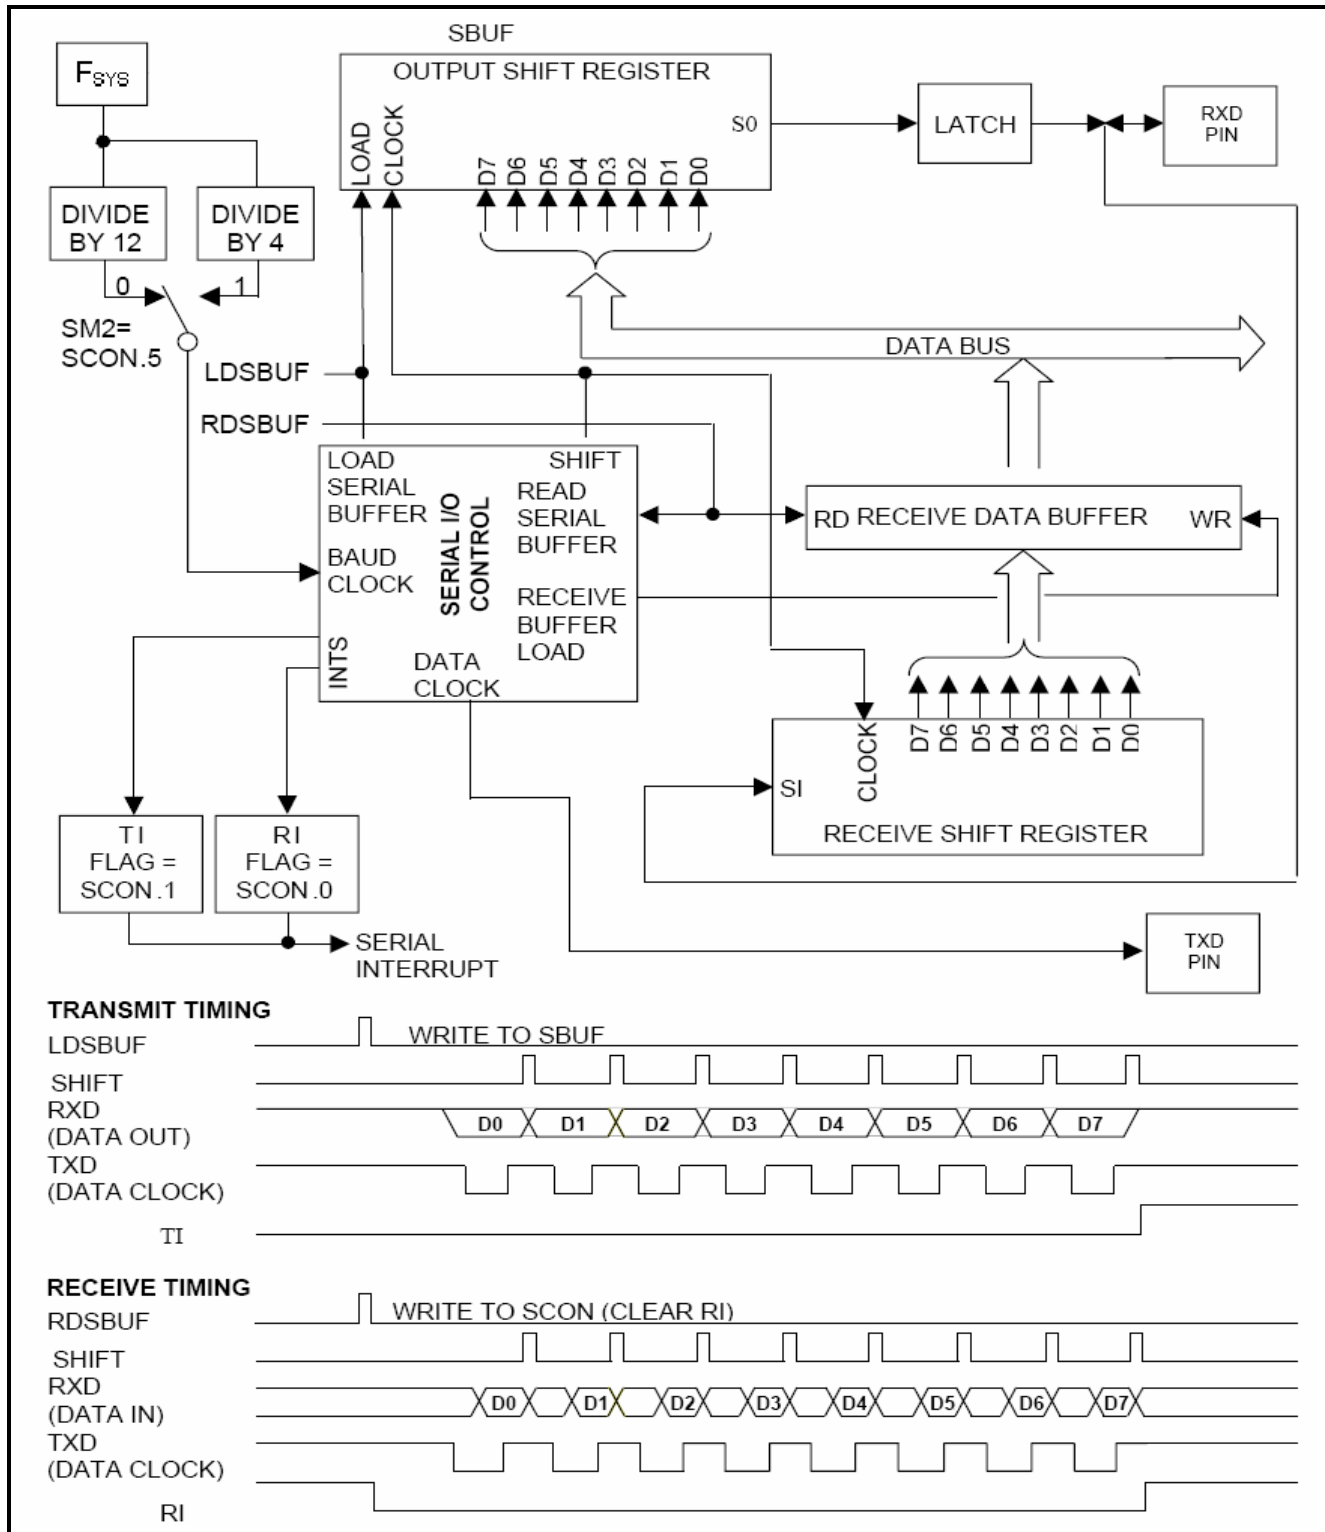 SBUF
F_SYS
OUTPUT SHIFT REGISTER
LOAD
CLOCK
S0
D7 D6 D5 D4 D3 D2 D1 D0
LATCH
RXD
PIN
DIVIDE
BY 12
DIVIDE
BY 4
0
1
SM2=
SCON.5
DATA BUS
LDSBUF
RDSBUF
LOAD
SERIAL
BUFFER
SHIFT
READ
SERIAL
BUFFER
SERIAL I/O
CONTROL
BAUD
CLOCK
RECEIVE
BUFFER
LOAD
INTS
DATA
CLOCK
RD RECEIVE DATA BUFFER WR
CLOCK
D7 D6 D5 D4 D3 D2 D1 D0
SI
RECEIVE SHIFT REGISTER
TI
FLAG =
SCON.1
RI
FLAG =
SCON.0
SERIAL
INTERRUPT
TXD
PIN
TRANSMIT TIMING
LDSBUF
WRITE TO SBUF
SHIFT
RXD
(DATA OUT)
D0 D1 D2 D3 D4 D5 D6 D7
TXD
(DATA CLOCK)
TI
RECEIVE TIMING
RDSBUF
WRITE TO SCON (CLEAR RI)
SHIFT
RXD
(DATA IN)
D0 D1 D2 D3 D4 D5 D6 D7
TXD
(DATA CLOCK)
RI